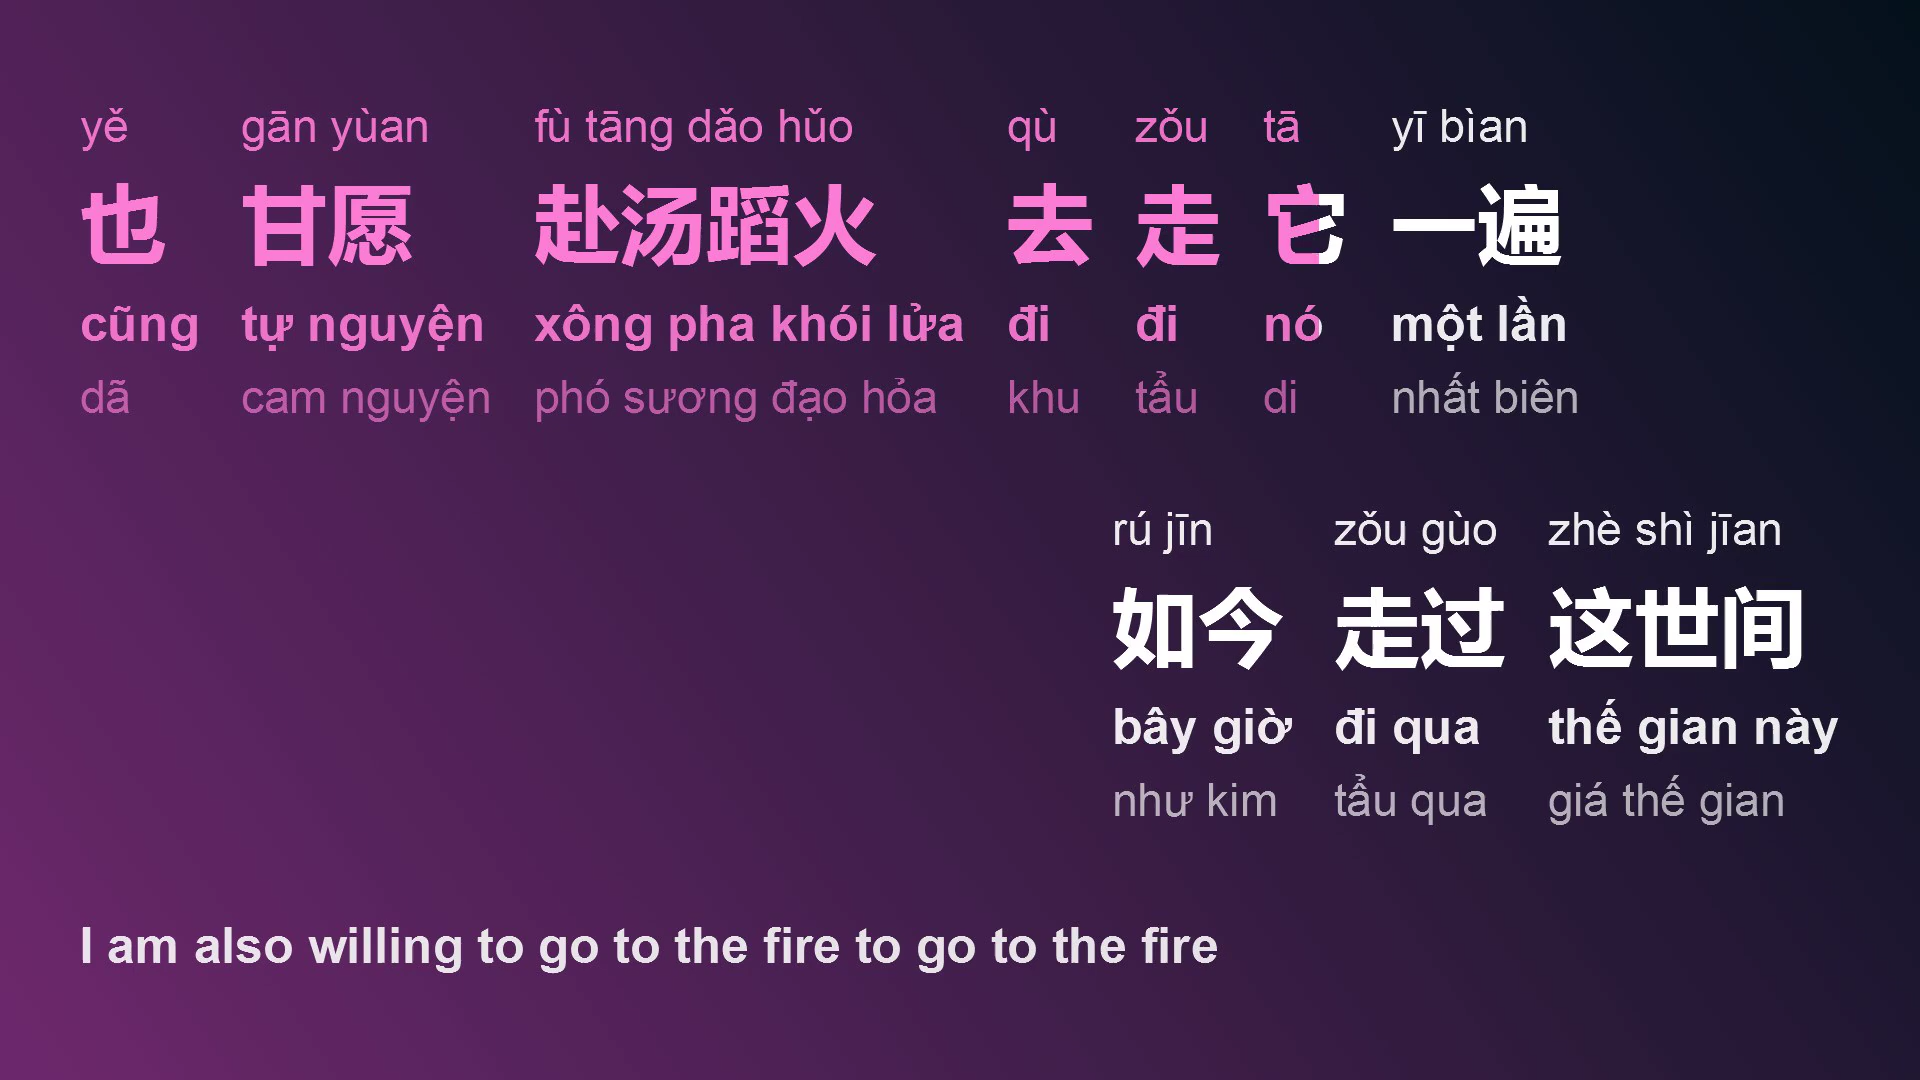 yě gān yùan fù tāng dǎo hǔo qù zǒu tā yī bìan
也 甘愿 赴汤蹈火 去 走 它 一遍
cũng tự nguyện xông pha khói lửa đi đi nó một lần
dã cam nguyện phó sương đạo hỏa khu tẩu di nhất biên
rú jīn zǒu gùo zhè shì jīan
如今 走过 这世间
bây giờ đi qua thế gian này
như kim tẩu qua giá thế gian
I am also willing to go to the fire to go to the fire